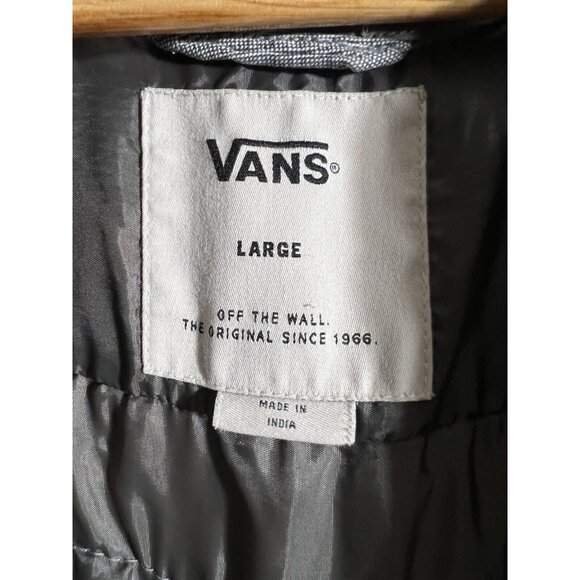 VANS®
LARGE
OFF THE WALL.
THE ORIGINAL SINCE 1966.
MADE IN
INDIA